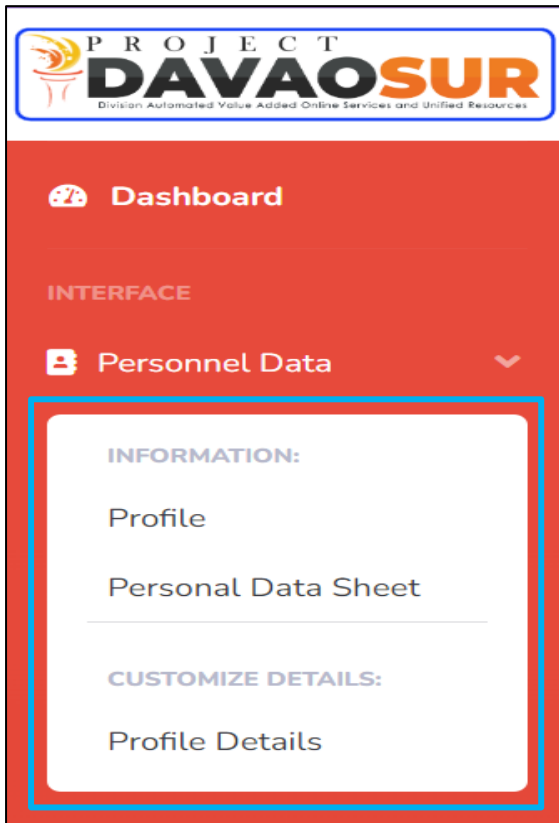 PROJECT
DAVAOSUR
Division Automated Value Added Online Services and Unified Resources
Dashboard
INTERFACE
Personnel Data
INFORMATION:
Profile
Personal Data Sheet
CUSTOMIZE DETAILS:
Profile Details